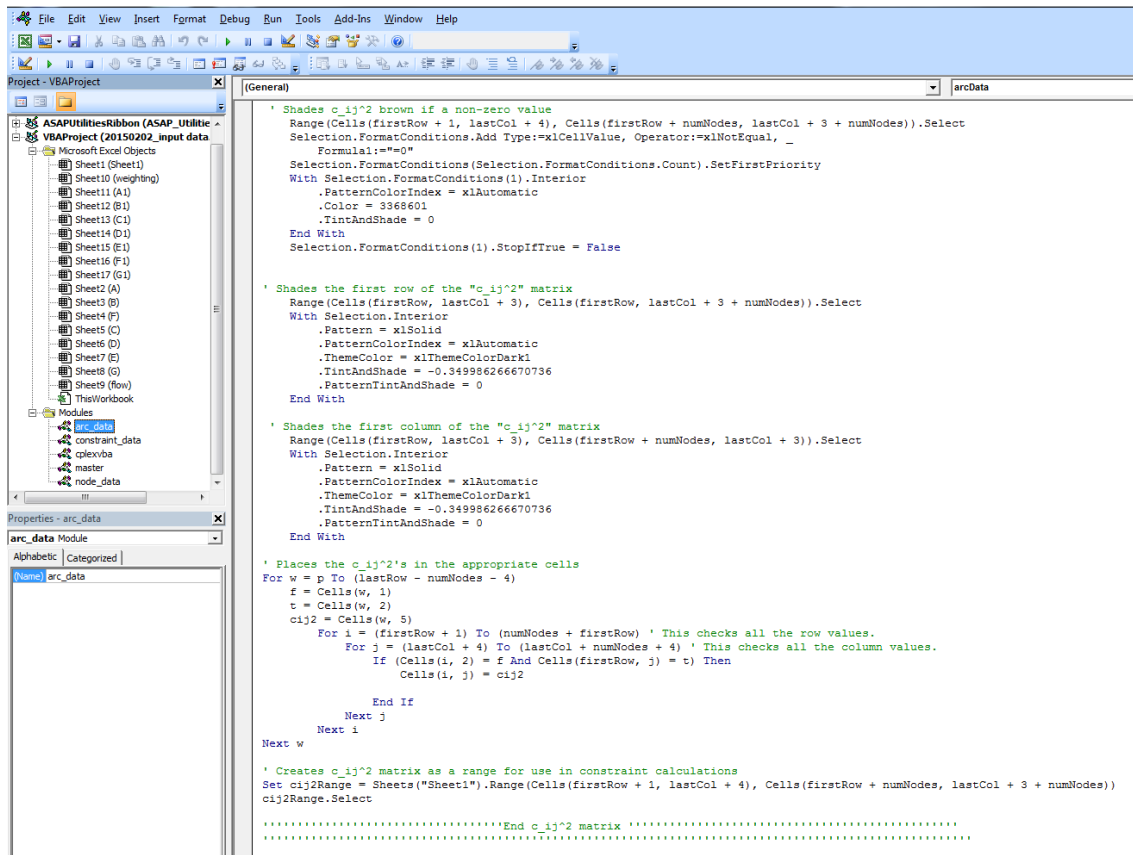 File Edit View Insert Format Debug Run Tools Add-Ins Window Help
Project - VBAProject
ASAPUtilitiesRibbon (ASAP_Utilitie
VBAProject (20150202_input data
Microsoft Excel Objects
Sheet1 (Sheet1)
Sheet10 (weighting)
Sheet11 (A1)
Sheet12 (B1)
Sheet13 (C1)
Sheet14 (D1)
Sheet15 (E1)
Sheet16 (F1)
Sheet17 (G1)
Sheet2 (A)
Sheet3 (B)
Sheet4 (F)
Sheet5 (C)
Sheet6 (D)
Sheet7 (E)
Sheet8 (G)
Sheet9 (flow)
ThisWorkbook
Modules
arc_data
constraint_data
cplexvba
master
node_data
Properties - arc_data
arc_data Module
Alphabetic Categorized
(Name) arc_data
(General) arcData
' Shades c_ij^2 brown if a non-zero value
Range(Cells(firstRow + 1, lastCol + 4), Cells(firstRow + numNodes, lastCol + 3 + numNodes)).Select
Selection.FormatConditions.Add Type:=xlCellValue, Operator:=xlNotEqual, _
Formula1:="=0"
Selection.FormatConditions(Selection.FormatConditions.Count).SetFirstPriority
With Selection.FormatConditions(1).Interior
.PatternColorIndex = xlAutomatic
.Color = 3368601
.TintAndShade = 0
End With
Selection.FormatConditions(1).StopIfTrue = False
' Shades the first row of the "c_ij^2" matrix
Range(Cells(firstRow, lastCol + 3), Cells(firstRow, lastCol + 3 + numNodes)).Select
With Selection.Interior
.Pattern = xlSolid
.PatternColorIndex = xlAutomatic
.ThemeColor = xlThemeColorDark1
.TintAndShade = -0.349986266670736
.PatternTintAndShade = 0
End With
' Shades the first column of the "c_ij^2" matrix
Range(Cells(firstRow, lastCol + 3), Cells(firstRow + numNodes, lastCol + 3)).Select
With Selection.Interior
.Pattern = xlSolid
.PatternColorIndex = xlAutomatic
.ThemeColor = xlThemeColorDark1
.TintAndShade = -0.349986266670736
.PatternTintAndShade = 0
End With
' Places the c_ij^2's in the appropriate cells
For w = p To (lastRow - numNodes - 4)
f = Cells(w, 1)
t = Cells(w, 2)
cij2 = Cells(w, 5)
For i = (firstRow + 1) To (numNodes + firstRow) ' This checks all the row values.
For j = (lastCol + 4) To (lastCol + numNodes + 4) ' This checks all the column values.
If (Cells(i, 2) = f And Cells(firstRow, j) = t) Then
Cells(i, j) = cij2
End If
Next j
Next i
Next w
' Creates c_ij^2 matrix as a range for use in constraint calculations
Set cij2Range = Sheets("Sheet1").Range(Cells(firstRow + 1, lastCol + 4), Cells(firstRow + numNodes, lastCol + 3 + numNodes))
cij2Range.Select
'''''''''''''''''''''''''''''''''''End c_ij^2 matrix ''''''''''''''''''''''''''''''''''''''''''''''''
'''''''''''''''''''''''''''''''''''''''''''''''''''''''''''''''''''''''''''''''''''''''''''''''''''''''